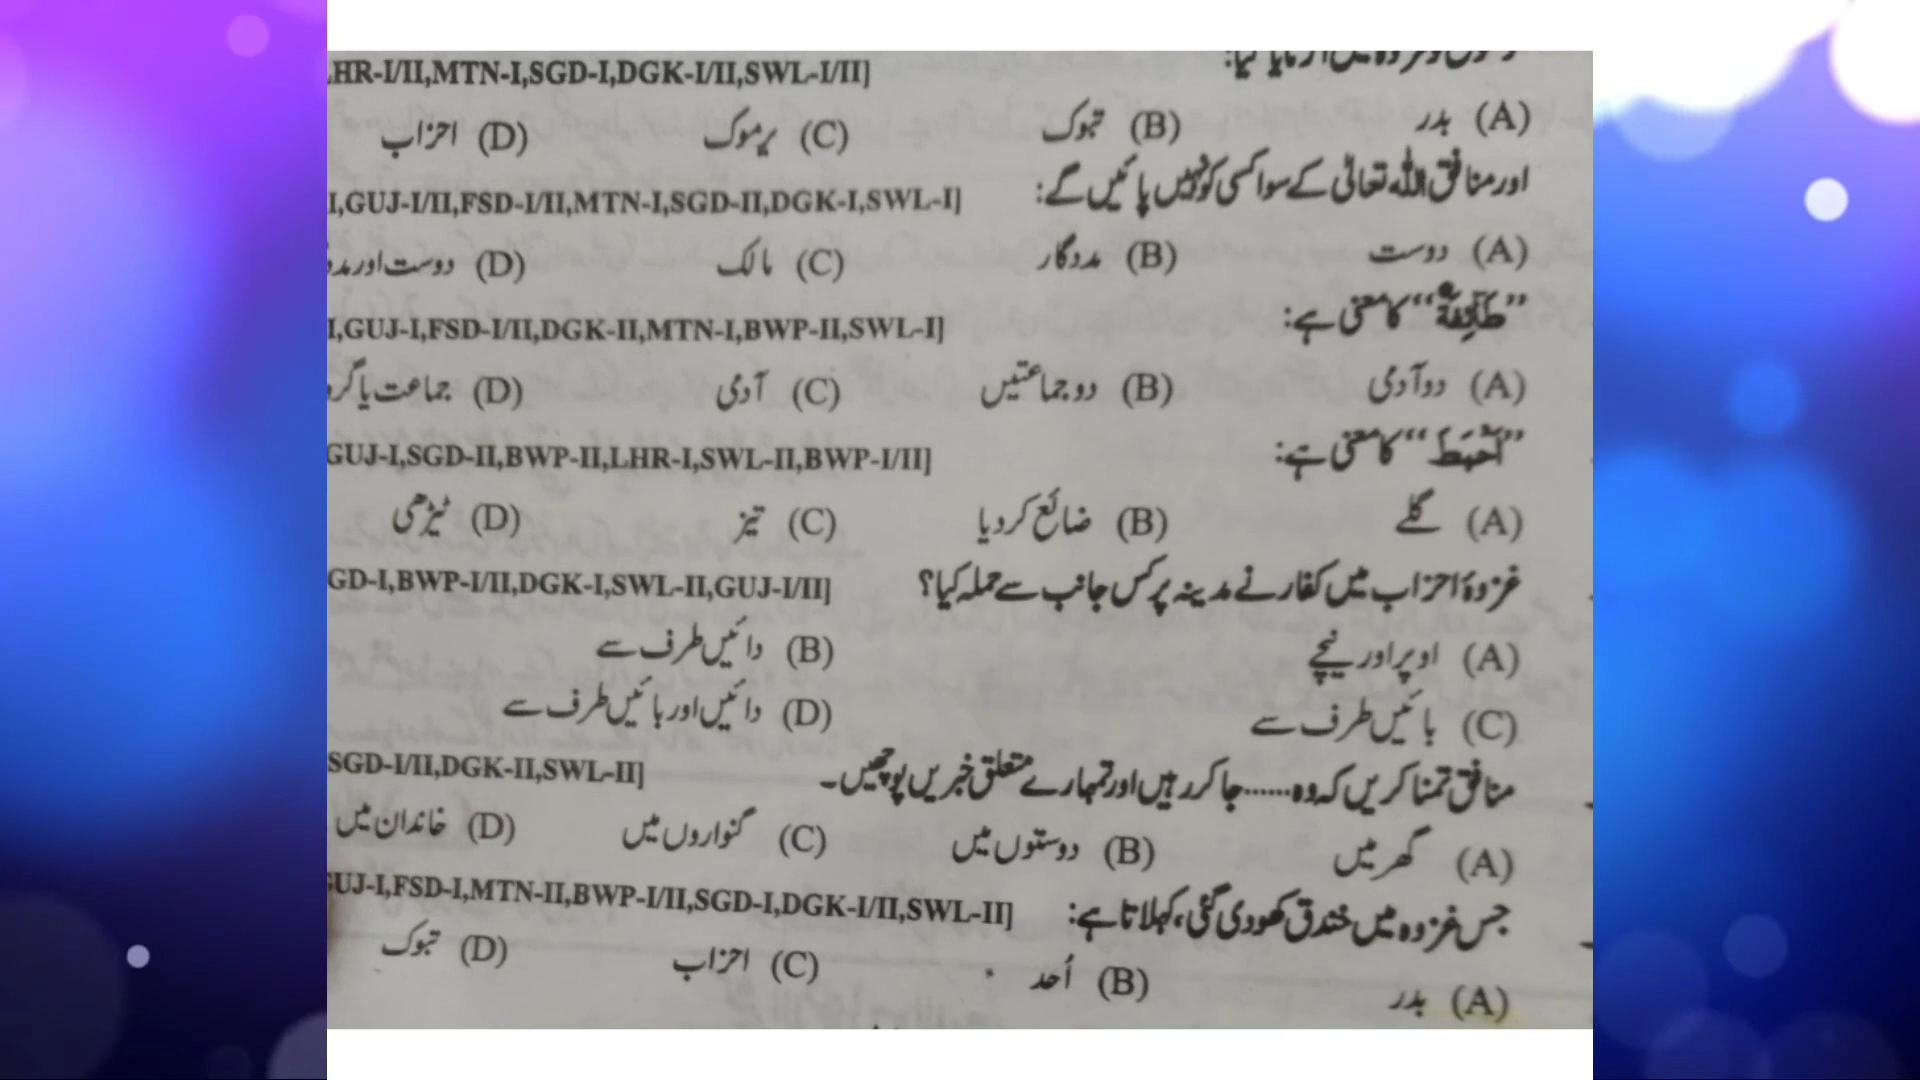 HR-I/II,MTN-I,SGD-I,DGK-I/II,SWL-I/II]
(A) بدر (B) تبوک (C) یرموک (D) احزاب
اور منافق اللہ تعالیٰ کے سوا کسی کو نہیں پائیں گے: I,GUJ-I/II,FSD-I/II,MTN-I,SGD-II,DGK-I,SWL-I]
(A) دوست (B) مددگار (C) مالک (D) دوست اور
”طَآئِفَةٌ“ کا معنی ہے: I,GUJ-I,FSD-I/II,DGK-II,MTN-I,BWP-II,SWL-I]
(A) دو آدمی (B) دو جماعتیں (C) آدمی (D) جماعت یا
”اَحْبَطَ“ کا معنی ہے: GUJ-I,SGD-II,BWP-II,LHR-I,SWL-II,BWP-I/II]
(A) گلے (B) ضائع کر دیا (C) تیز (D) ٹیڑھی
غزوۂ احزاب میں کفار نے مدینہ پر کس جانب سے حملہ کیا؟ GD-I,BWP-I/II,DGK-I,SWL-II,GUJ-I/II]
(A) اوپر اور نیچے (B) دائیں طرف سے
(C) بائیں طرف سے (D) دائیں اور بائیں طرف سے
منافق تمنا کریں کہ وہ ...... جا کر رہیں اور تمہارے متعلق خبریں پوچھیں۔ SGD-I/II,DGK-II,SWL-II]
(A) گھر میں (B) دوستوں میں (C) گنواروں میں (D) خاندان میں
جس غزوہ میں خندق کھودی گئی، کہلاتا ہے: UJ-I,FSD-I,MTN-II,BWP-I/II,SGD-I,DGK-I/II,SWL-II]
(A) بدر (B) اُحد (C) احزاب (D) تبوک